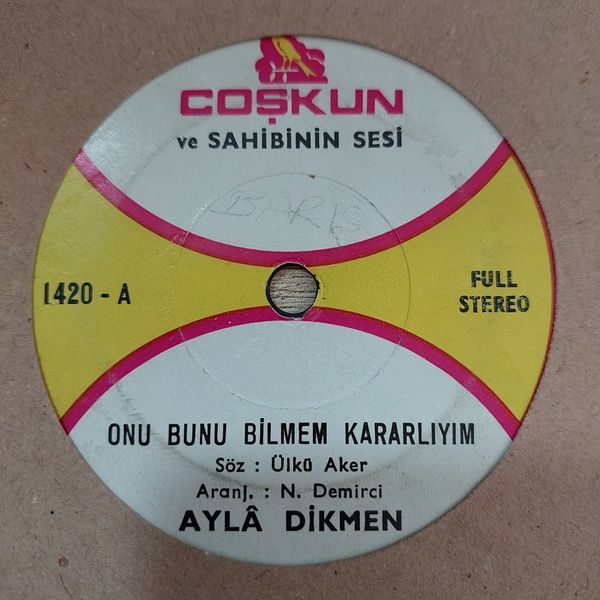 COŞKUN
ve SAHİBİNİN SESİ
1420 - A
FULL
STEREO
ONU BUNU BİLMEM KARARLIYIM
Söz : Ülkü Aker
Aranj. : N. Demirci
AYLÂ DİKMEN